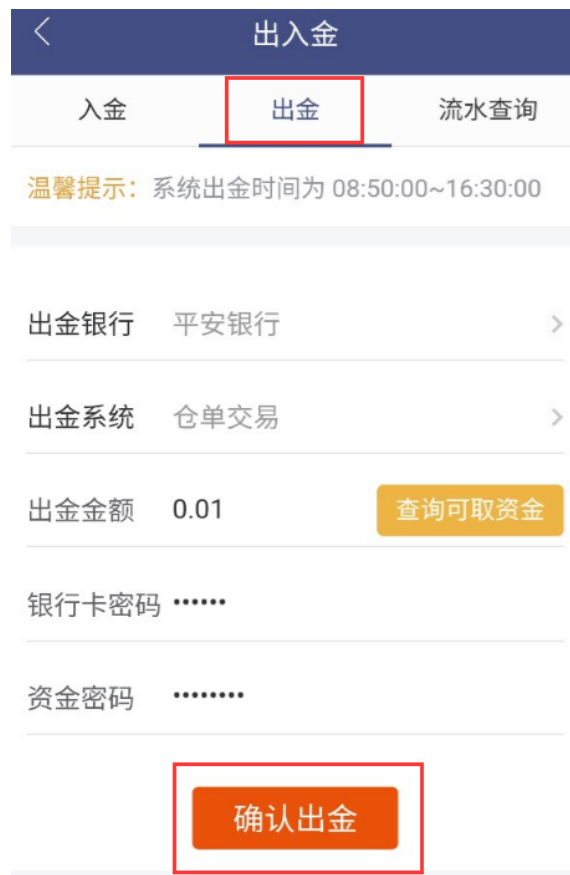 出入金
入金 出金 流水查询
温馨提示：系统出金时间为 08:50:00~16:30:00
出金银行 平安银行
出金系统 仓单交易
出金金额 0.01 查询可取资金
银行卡密码 ••••••
资金密码 ••••••••
确认出金